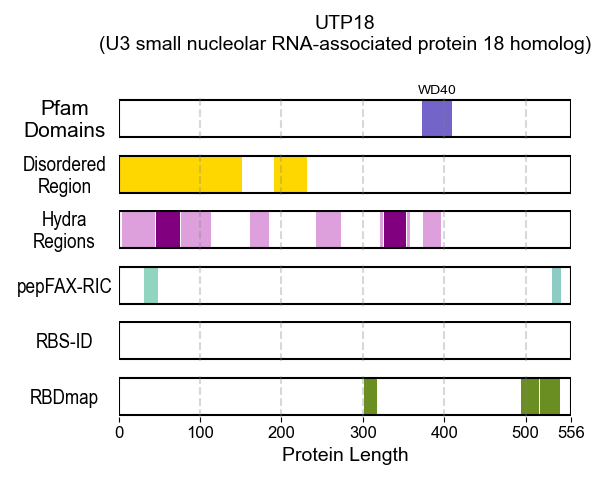 UTP18
(U3 small nucleolar RNA-associated protein 18 homolog)
WD40
Pfam
Domains
Disordered
Region
Hydra
Regions
pepFAX-RIC
RBS-ID
RBDmap
0 100 200 300 400 500 556
Protein Length